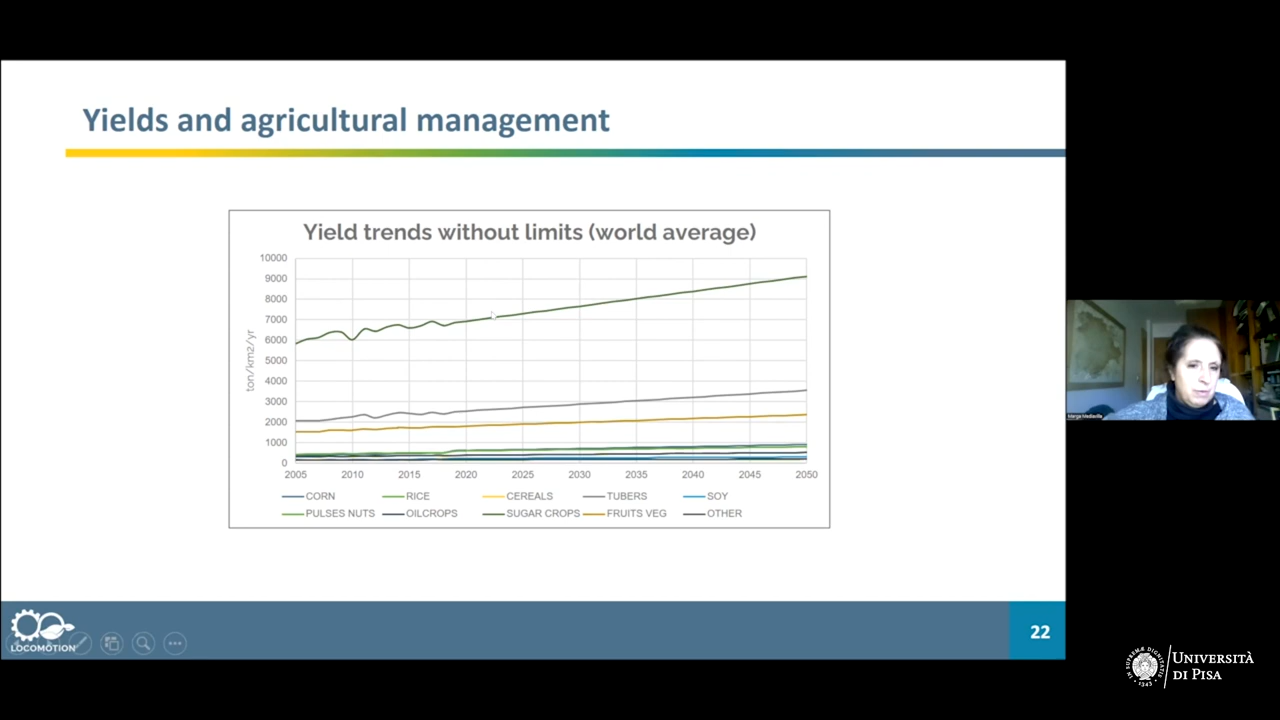 Yields and agricultural management
Yield trends without limits (world average)
10000
9000
8000
7000
6000
5000
4000
3000
2000
1000
0
ton/km2/yr
2005 2010 2015 2020 2025 2030 2035 2040 2045 2050
CORN RICE CEREALS TUBERS SOY
PULSES NUTS OILCROPS SUGAR CROPS FRUITS VEG OTHER
LOCOMOTION
22
UNIVERSITÀ
DI PISA
1343